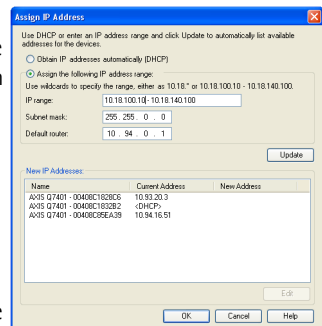 Assign IP Address
Use DHCP or enter an IP address range and click Update to automatically list available
addresses for the devices.
Obtain IP addresses automatically (DHCP)
Assign the following IP address range:
Use wildcards to specify the range, either as 10.18.* or 10.18.100.10 - 10.18.140.100.
IP range: 10.18.100.10 - 10.18.140.100
Subnet mask: 255 . 255 . 0 . 0
Default router: 10 . 94 . 0 . 1
Update
New IP Addresses:
Name Current Address New Address
AXIS Q7401 - 00408C1828C6 10.93.20.3
AXIS Q7401 - 00408C1832B2 <DHCP>
AXIS Q7401 - 00408C85EA39 10.94.16.51
Edit
OK Cancel Help